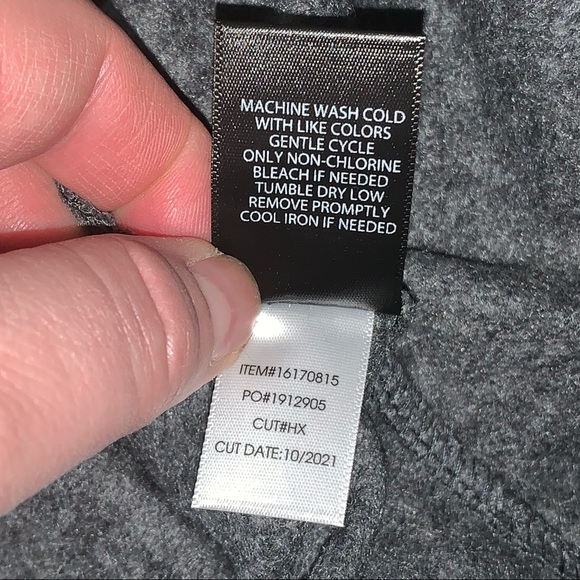 MACHINE WASH COLD
WITH LIKE COLORS
GENTLE CYCLE
ONLY NON-CHLORINE
BLEACH IF NEEDED
TUMBLE DRY LOW
REMOVE PROMPTLY
COOL IRON IF NEEDED
ITEM#16170815
PO#1912905
CUT#HX
CUT DATE:10/2021